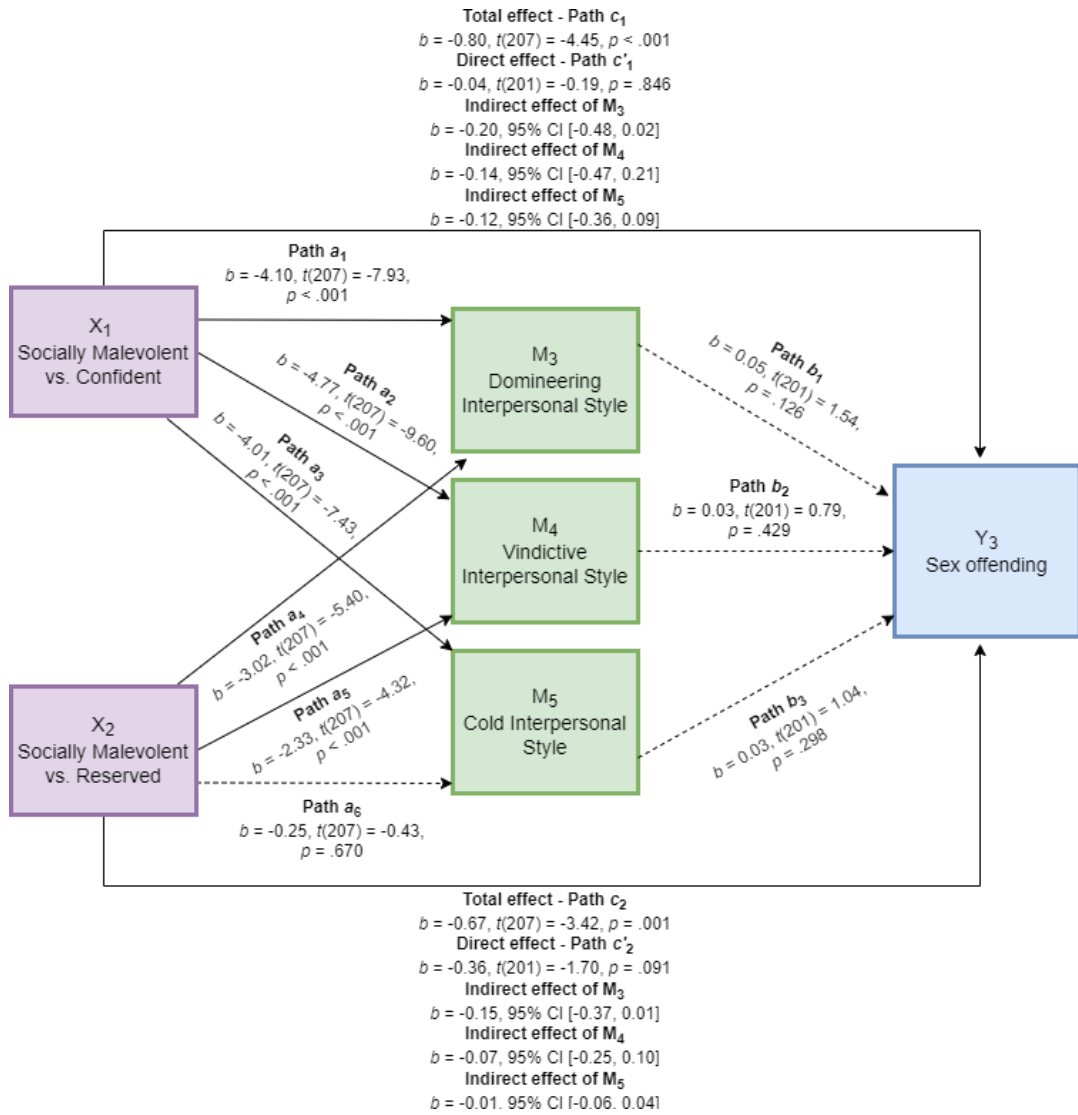 Total effect - Path c1
b = -0.80, t(207) = -4.45, p < .001
Direct effect - Path c'1
b = -0.04, t(201) = -0.19, p = .846
Indirect effect of M3
b = -0.20, 95% CI [-0.48, 0.02]
Indirect effect of M4
b = -0.14, 95% CI [-0.47, 0.21]
Indirect effect of M5
b = -0.12, 95% CI [-0.36, 0.09]
Path a1
b = -4.10, t(207) = -7.93,
p < .001
X1
Socially Malevolent
vs. Confident
Path a2
b = -4.77, t(207) = -9.60,
p < .001
Path a3
b = -4.01, t(207) = -7.43,
p < .001
M3
Domineering
Interpersonal Style
Path b1
b = 0.05, t(201) = 1.54,
p = .126
M4
Vindictive
Interpersonal Style
Path b2
b = 0.03, t(201) = 0.79,
p = .429
Y3
Sex offending
Path a4
b = -3.02, t(207) = -5.40,
p < .001
Path a5
b = -2.33, t(207) = -4.32,
p < .001
M5
Cold Interpersonal
Style
Path b3
b = 0.03, t(201) = 1.04,
p = .298
X2
Socially Malevolent
vs. Reserved
Path a6
b = -0.25, t(207) = -0.43,
p = .670
Total effect - Path c2
b = -0.67, t(207) = -3.42, p = .001
Direct effect - Path c'2
b = -0.36, t(201) = -1.70, p = .091
Indirect effect of M3
b = -0.15, 95% CI [-0.37, 0.01]
Indirect effect of M4
b = -0.07, 95% CI [-0.25, 0.10]
Indirect effect of M5
b = -0.01, 95% CI [-0.06, 0.04]